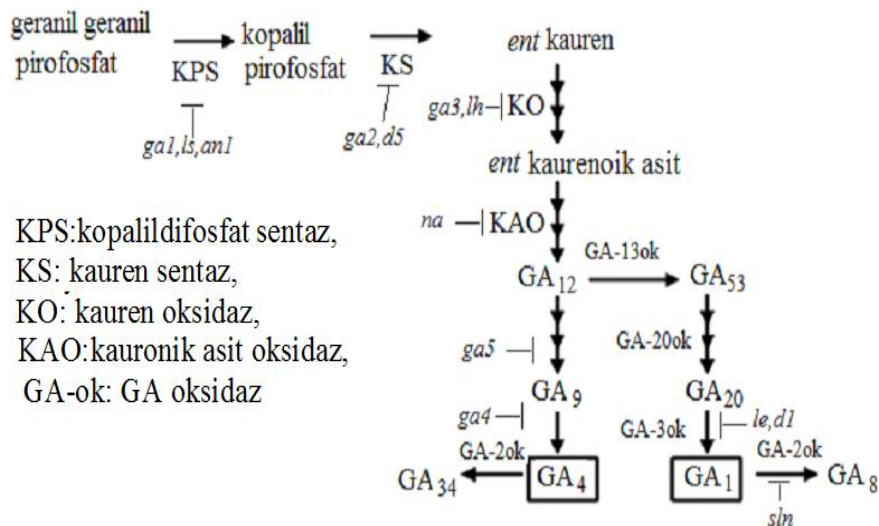 geranil geranil
pirofosfat
KPS
kopalil
pirofosfat
KS
ent kauren
ga1,ls,an1
ga2,d5
ga3,lh
KO
ent kaurenoik asit
na
KAO
GA-13ok
GA12
GA53
KPS:kopalildifosfat sentaz,
KS: kauren sentaz,
KO: kauren oksidaz,
KAO:kauronik asit oksidaz,
GA-ok: GA oksidaz
ga5
GA-20ok
GA9
GA20
ga4
GA-3ok
le,d1
GA-2ok
GA-2ok
GA34
GA4
GA1
GA8
sln